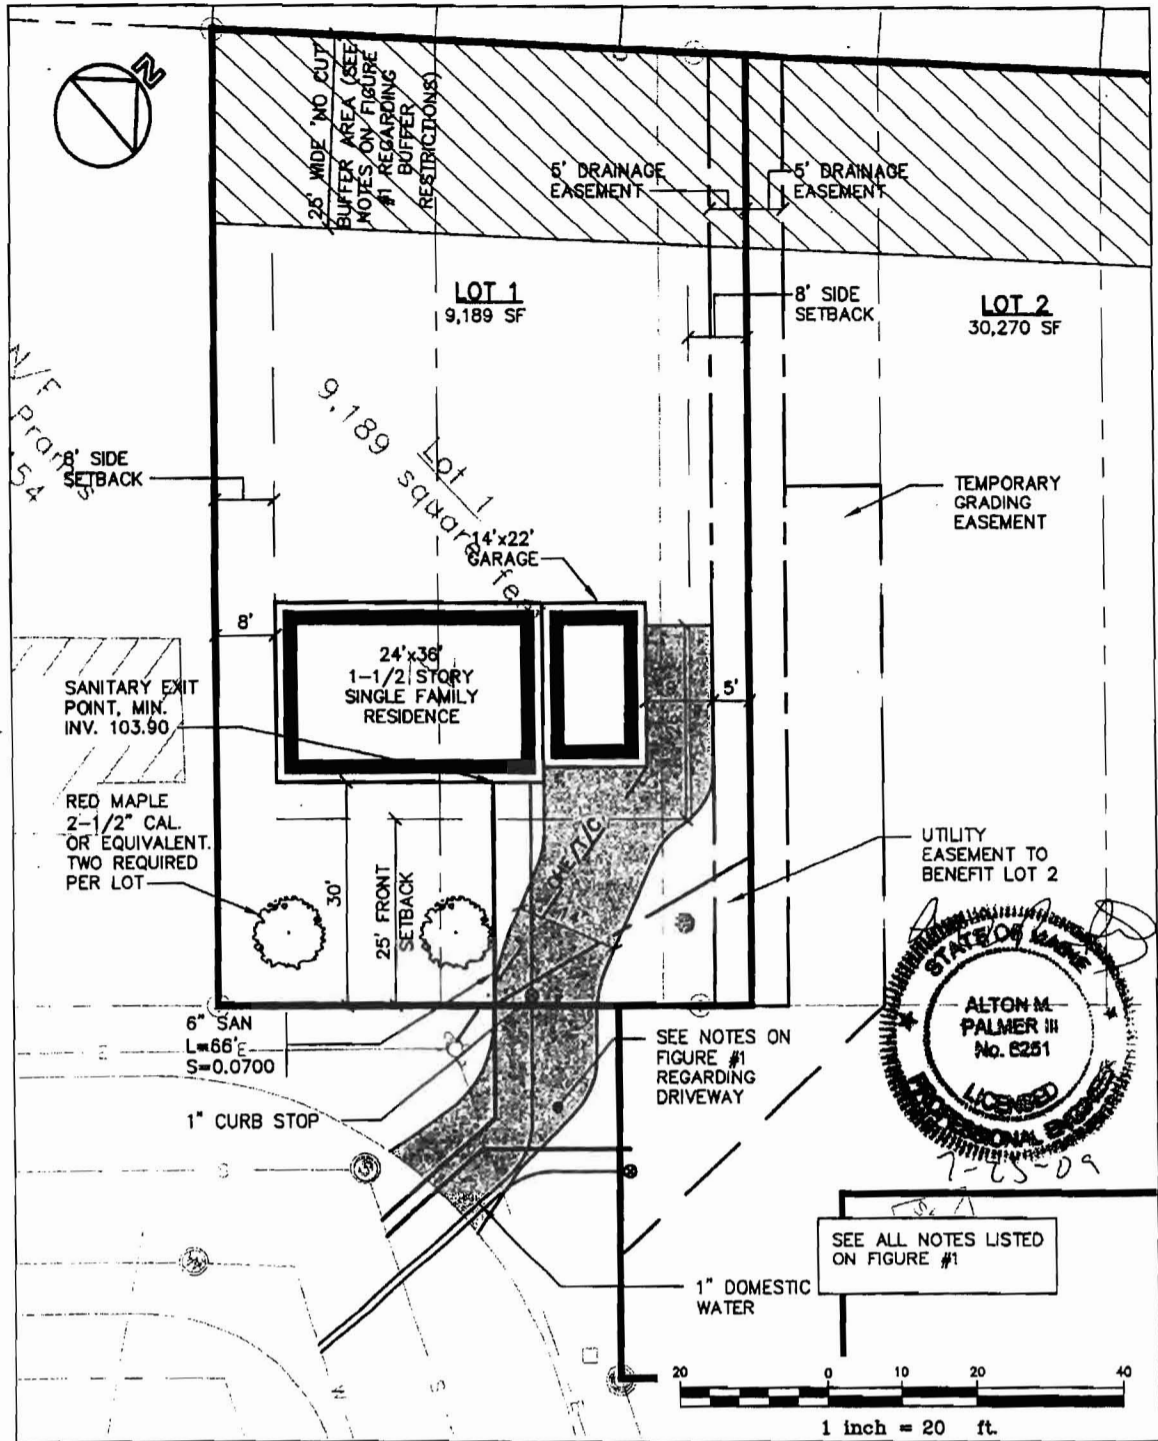 N
25' WIDE 'NO CUT'
BUFFER AREA (SEE
NOTES ON FIGURE
#1 REGARDING
BUFFER
RESTRICTIONS)
5' DRAINAGE
EASEMENT
5' DRAINAGE
EASEMENT
LOT 1
9,189 SF
8' SIDE
SETBACK
LOT 2
30,270 SF
N/F
54
8' SIDE
SETBACK
Lot 1
9,189 square feet
TEMPORARY
GRADING
EASEMENT
14'x22'
GARAGE
8'
24'x36'
1-1/2 STORY
SINGLE FAMILY
RESIDENCE
5'
SANITARY EXIT
POINT, MIN.
INV. 103.90
RED MAPLE
2-1/2" CAL.
OR EQUIVALENT.
TWO REQUIRED
PER LOT
30'
25' FRONT
SETBACK
OHE/T/C
UTILITY
EASEMENT TO
BENEFIT LOT 2
STATE OF MAINE
ALTON M.
PALMER III
No. 6251
LICENSED
PROFESSIONAL ENGINEER
7-25-09
6" SAN
L=66'
S=0.0700
E
E
1" CURB STOP
SEE NOTES ON
FIGURE #1
REGARDING
DRIVEWAY
S
S
SEE ALL NOTES LISTED
ON FIGURE #1
1" DOMESTIC
WATER
W
S
E
20 0 10 20 40
1 inch = 20 ft.